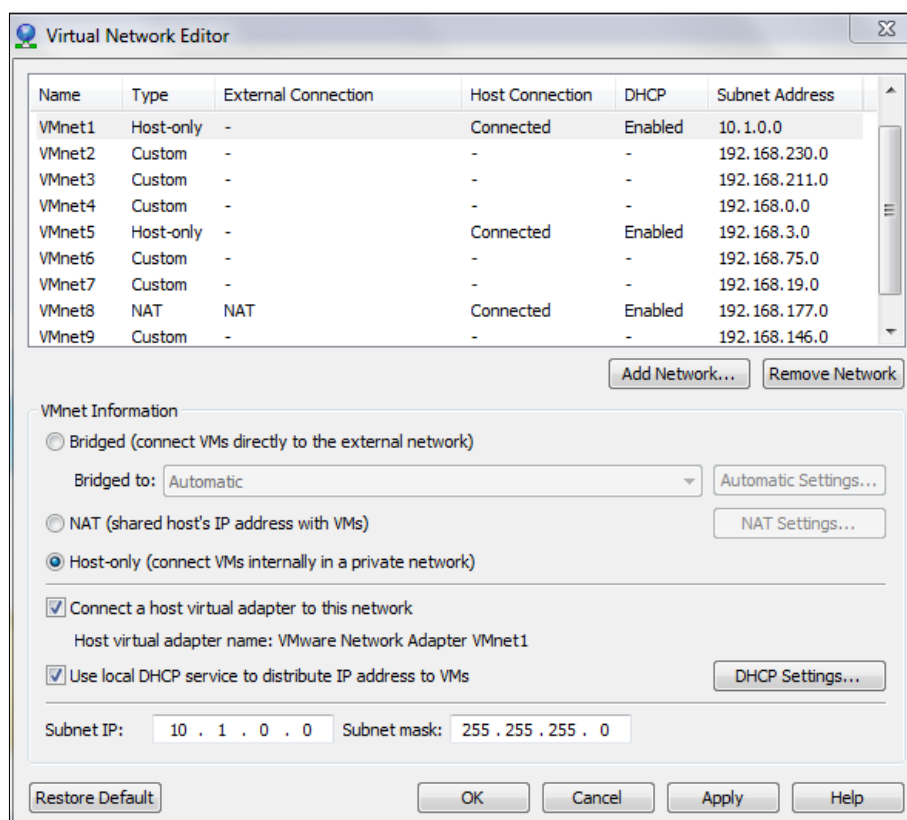 Virtual Network Editor
Name Type External Connection Host Connection DHCP Subnet Address
VMnet1 Host-only - Connected Enabled 10.1.0.0
VMnet2 Custom - - - 192.168.230.0
VMnet3 Custom - - - 192.168.211.0
VMnet4 Custom - - - 192.168.0.0
VMnet5 Host-only - Connected Enabled 192.168.3.0
VMnet6 Custom - - - 192.168.75.0
VMnet7 Custom - - - 192.168.19.0
VMnet8 NAT NAT Connected Enabled 192.168.177.0
VMnet9 Custom - - - 192.168.146.0
Add Network... Remove Network
VMnet Information
Bridged (connect VMs directly to the external network)
Bridged to: Automatic Automatic Settings...
NAT (shared host's IP address with VMs) NAT Settings...
Host-only (connect VMs internally in a private network)
Connect a host virtual adapter to this network
Host virtual adapter name: VMware Network Adapter VMnet1
Use local DHCP service to distribute IP address to VMs DHCP Settings...
Subnet IP: 10 . 1 . 0 . 0 Subnet mask: 255 . 255 . 255 . 0
Restore Default OK Cancel Apply Help